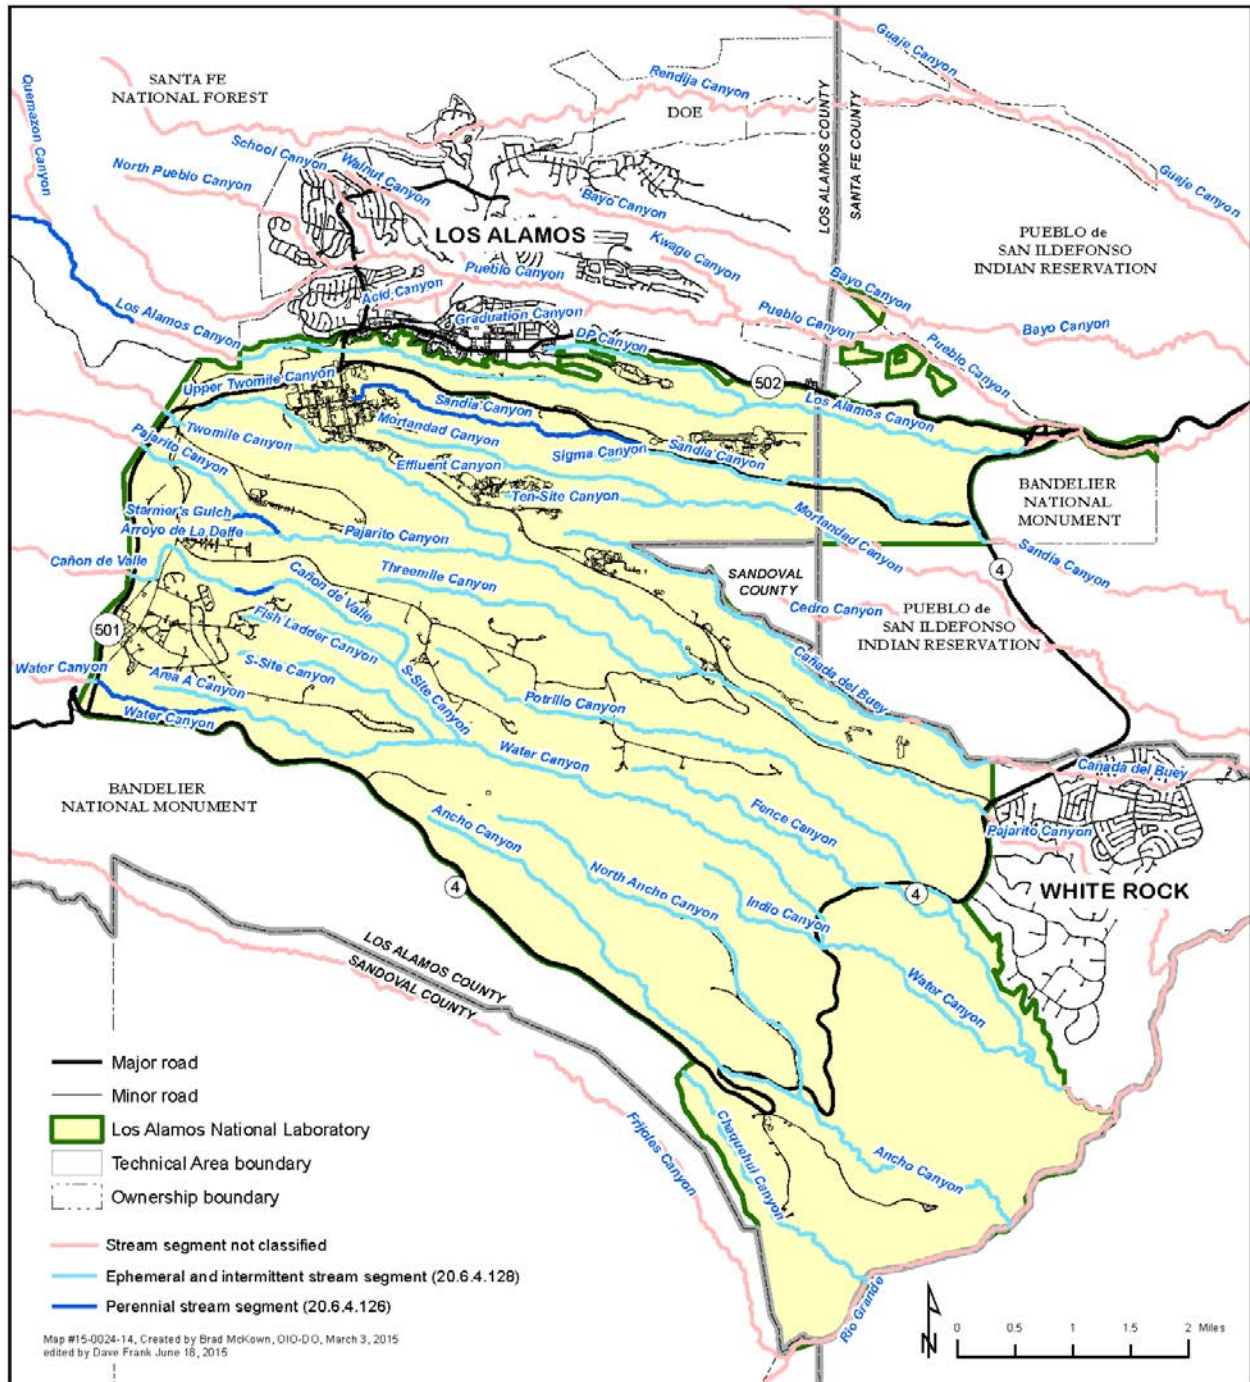 Guaje Canyon
Quemazon Canyon
SANTA FE
NATIONAL FOREST
Rendija Canyon
DOE
LOS ALAMOS COUNTY
SANTA FE COUNTY
School Canyon
Walnut Canyon
North Pueblo Canyon
Bayo Canyon
Guaje Canyon
LOS ALAMOS
Kwage Canyon
PUEBLO de
SAN ILDEFONSO
INDIAN RESERVATION
Pueblo Canyon
Bayo Canyon
Acid Canyon
Los Alamos Canyon
Graduation Canyon
DP Canyon
Pueblo Canyon
Bayo Canyon
Pueblo Canyon
502
Upper Twomile Canyon
Sandia Canyon
Los Alamos Canyon
Mortandad Canyon
Twomile Canyon
Pajarito Canyon
Sigma Canyon
Sandia Canyon
Effluent Canyon
Ten-Site Canyon
BANDELIER
NATIONAL
MONUMENT
Starmer's Gulch
Arroyo de La Delfe
Pajarito Canyon
Mortandad Canyon
Sandia Canyon
Cañon de Valle
Cañon de Valle
Threemile Canyon
SANDOVAL
COUNTY
4
Cedro Canyon
PUEBLO de
SAN ILDEFONSO
INDIAN RESERVATION
501
Fish Ladder Canyon
Water Canyon
S-Site Canyon
Area A Canyon
S-Site Canyon
Cañada del Buey
Potrillo Canyon
Water Canyon
Water Canyon
Cañada del Buey
BANDELIER
NATIONAL MONUMENT
Ancho Canyon
Fence Canyon
Pajarito Canyon
4
North Ancho Canyon
Indio Canyon
4
WHITE ROCK
LOS ALAMOS COUNTY
SANDOVAL COUNTY
Water Canyon
Major road
Minor road
Los Alamos National Laboratory
Technical Area boundary
Ownership boundary
Frijoles Canyon
Chaquehui Canyon
Ancho Canyon
Stream segment not classified
Ephemeral and intermittent stream segment (20.6.4.128)
Perennial stream segment (20.6.4.126)
Rio Grande
N
0 0.5 1 1.5 2 Miles
Map #15-0024-14, Created by Brad McKown, OIO-DO, March 3, 2015
edited by Dave Frank June 18, 2015